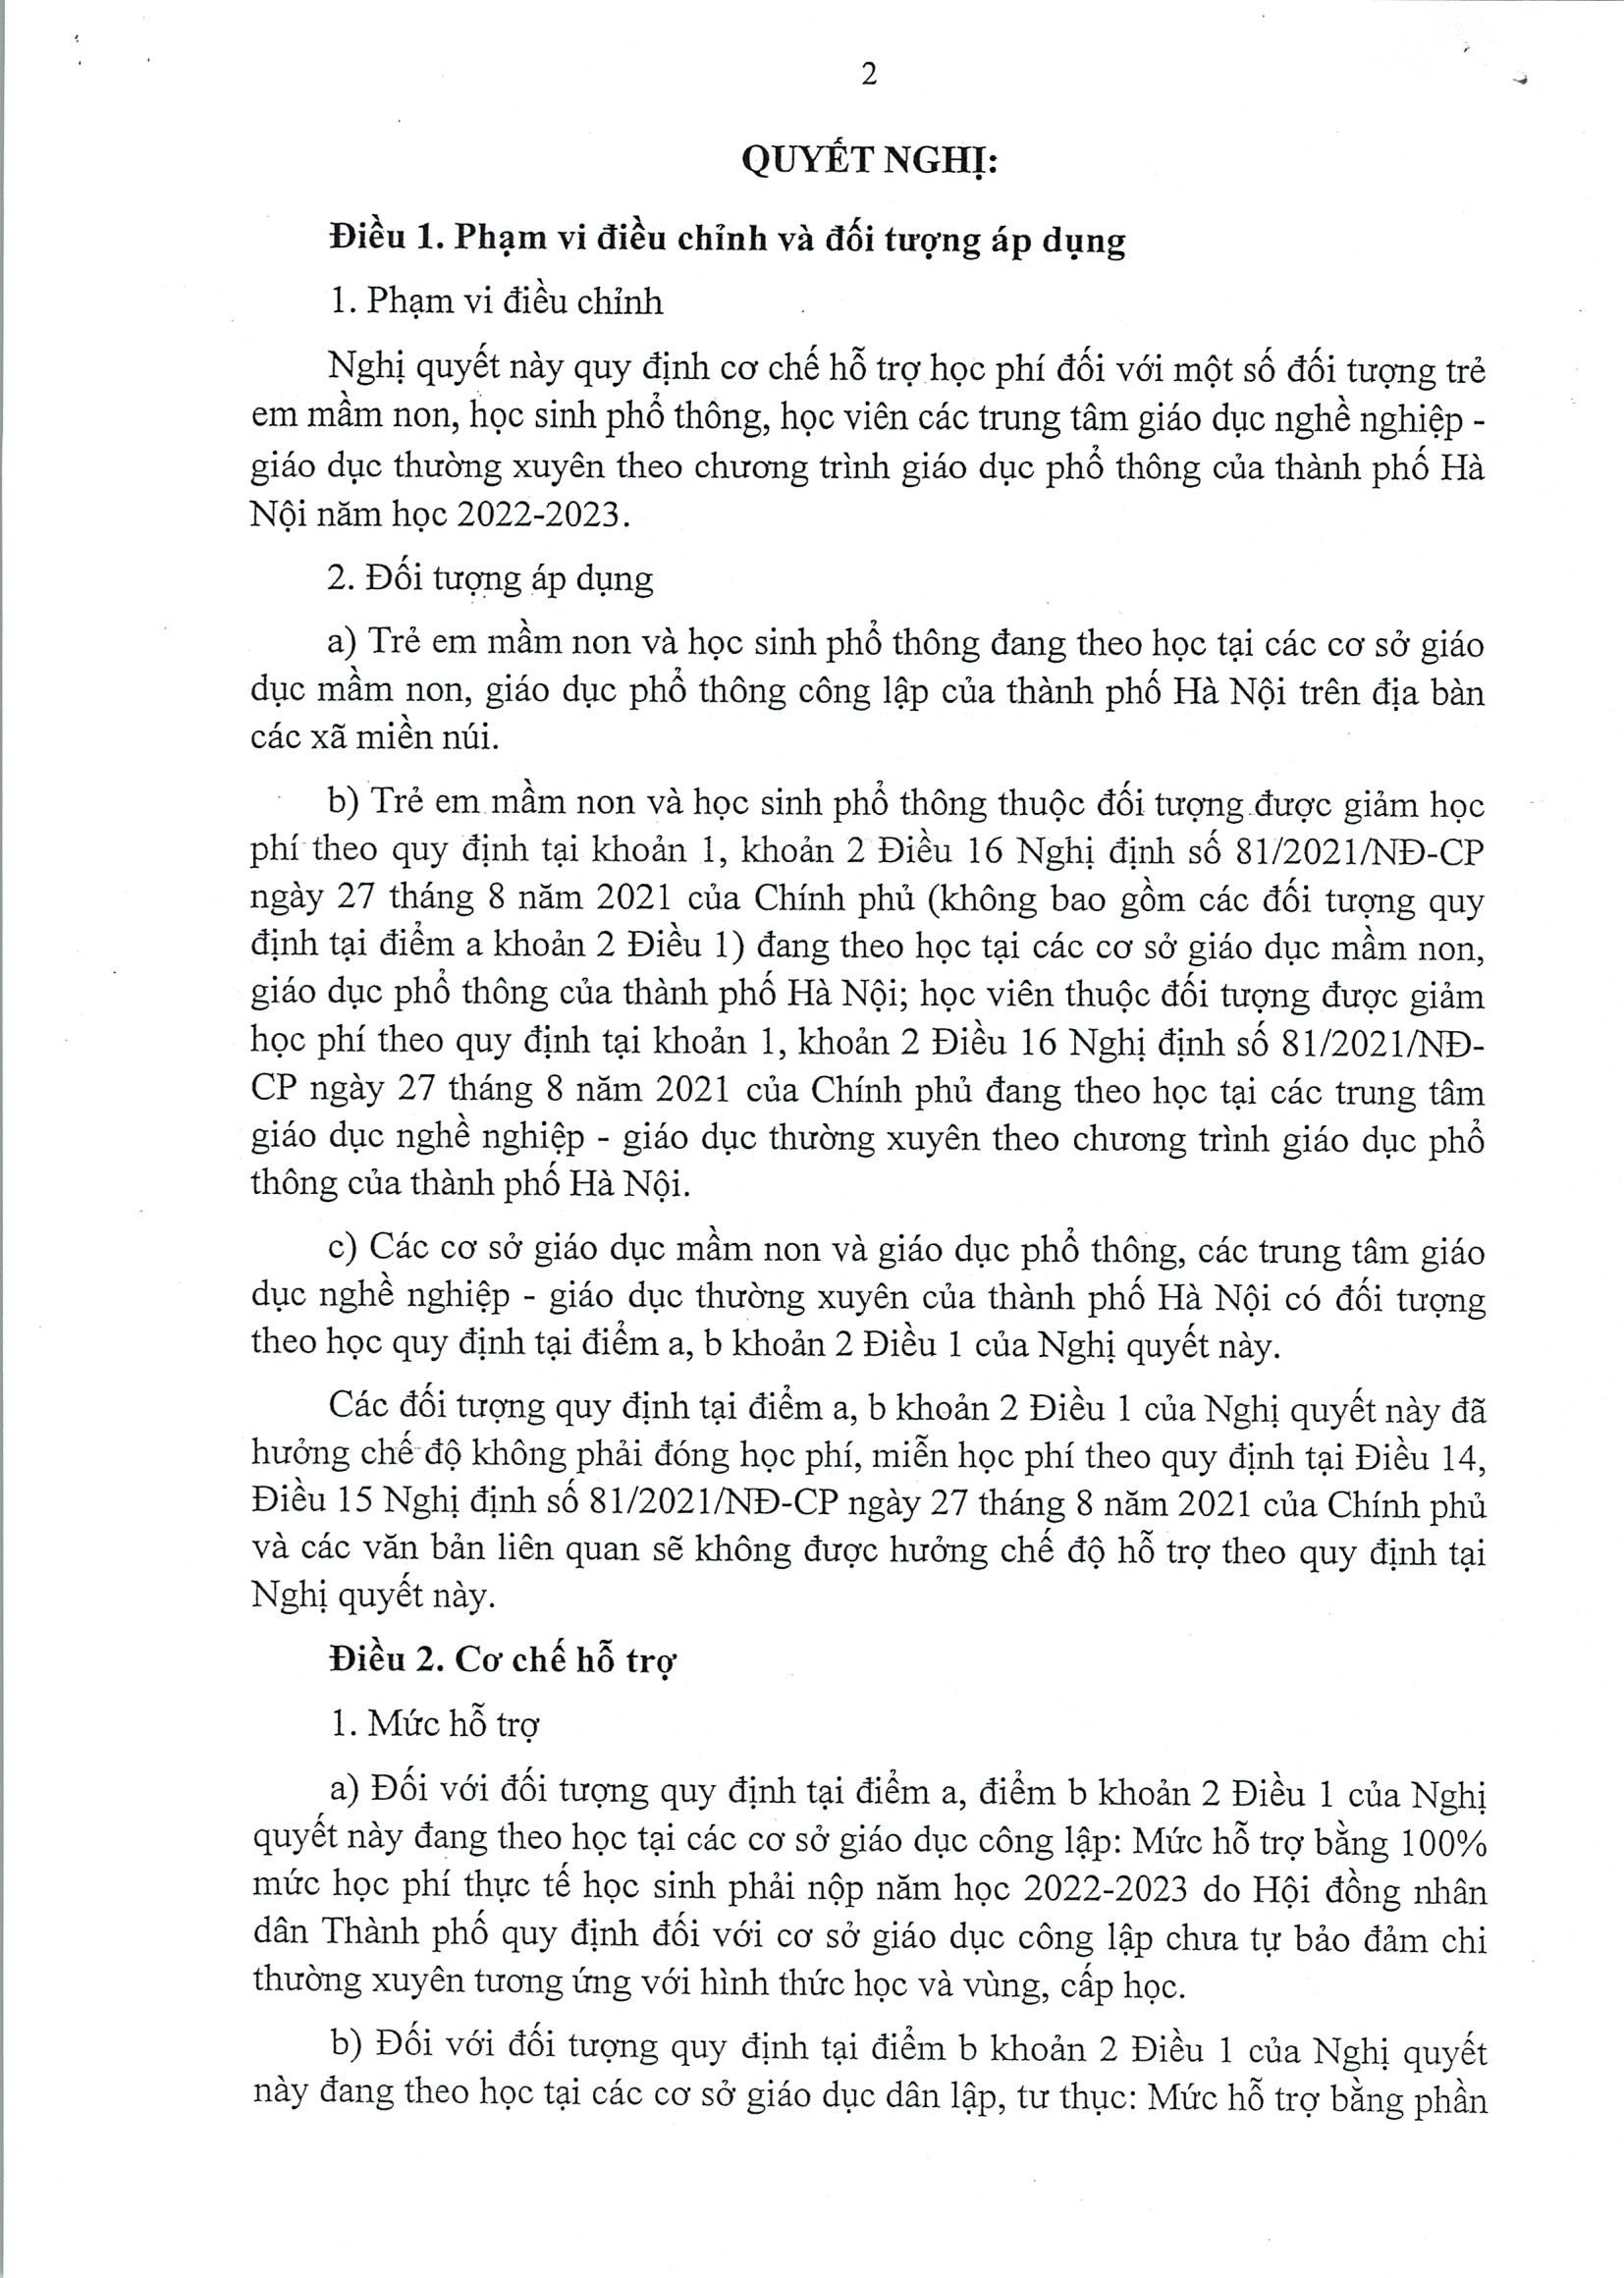 2
QUYẾT NGHỊ:
Điều 1. Phạm vi điều chỉnh và đối tượng áp dụng
1. Phạm vi điều chỉnh
Nghị quyết này quy định cơ chế hỗ trợ học phí đối với một số đối tượng trẻ
em mầm non, học sinh phổ thông, học viên các trung tâm giáo dục nghề nghiệp -
giáo dục thường xuyên theo chương trình giáo dục phổ thông của thành phố Hà
Nội năm học 2022-2023.
2. Đối tượng áp dụng
a) Trẻ em mầm non và học sinh phổ thông đang theo học tại các cơ sở giáo
dục mầm non, giáo dục phổ thông công lập của thành phố Hà Nội trên địa bàn
các xã miền núi.
b) Trẻ em mầm non và học sinh phổ thông thuộc đối tượng được giảm học
phí theo quy định tại khoản 1, khoản 2 Điều 16 Nghị định số 81/2021/NĐ-CP
ngày 27 tháng 8 năm 2021 của Chính phủ (không bao gồm các đối tượng quy
định tại điểm a khoản 2 Điều 1) đang theo học tại các cơ sở giáo dục mầm non,
giáo dục phổ thông của thành phố Hà Nội; học viên thuộc đối tượng được giảm
học phí theo quy định tại khoản 1, khoản 2 Điều 16 Nghị định số 81/2021/NĐ-
CP ngày 27 tháng 8 năm 2021 của Chính phủ đang theo học tại các trung tâm
giáo dục nghề nghiệp - giáo dục thường xuyên theo chương trình giáo dục phổ
thông của thành phố Hà Nội.
c) Các cơ sở giáo dục mầm non và giáo dục phổ thông, các trung tâm giáo
dục nghề nghiệp - giáo dục thường xuyên của thành phố Hà Nội có đối tượng
theo học quy định tại điểm a, b khoản 2 Điều 1 của Nghị quyết này.
Các đối tượng quy định tại điểm a, b khoản 2 Điều 1 của Nghị quyết này đã
hưởng chế độ không phải đóng học phí, miễn học phí theo quy định tại Điều 14,
Điều 15 Nghị định số 81/2021/NĐ-CP ngày 27 tháng 8 năm 2021 của Chính phủ
và các văn bản liên quan sẽ không được hưởng chế độ hỗ trợ theo quy định tại
Nghị quyết này.
Điều 2. Cơ chế hỗ trợ
1. Mức hỗ trợ
a) Đối với đối tượng quy định tại điểm a, điểm b khoản 2 Điều 1 của Nghị
quyết này đang theo học tại các cơ sở giáo dục công lập: Mức hỗ trợ bằng 100%
mức học phí thực tế học sinh phải nộp năm học 2022-2023 do Hội đồng nhân
dân Thành phố quy định đối với cơ sở giáo dục công lập chưa tự bảo đảm chi
thường xuyên tương ứng với hình thức học và vùng, cấp học.
b) Đối với đối tượng quy định tại điểm b khoản 2 Điều 1 của Nghị quyết
này đang theo học tại các cơ sở giáo dục dân lập, tư thục: Mức hỗ trợ bằng phần